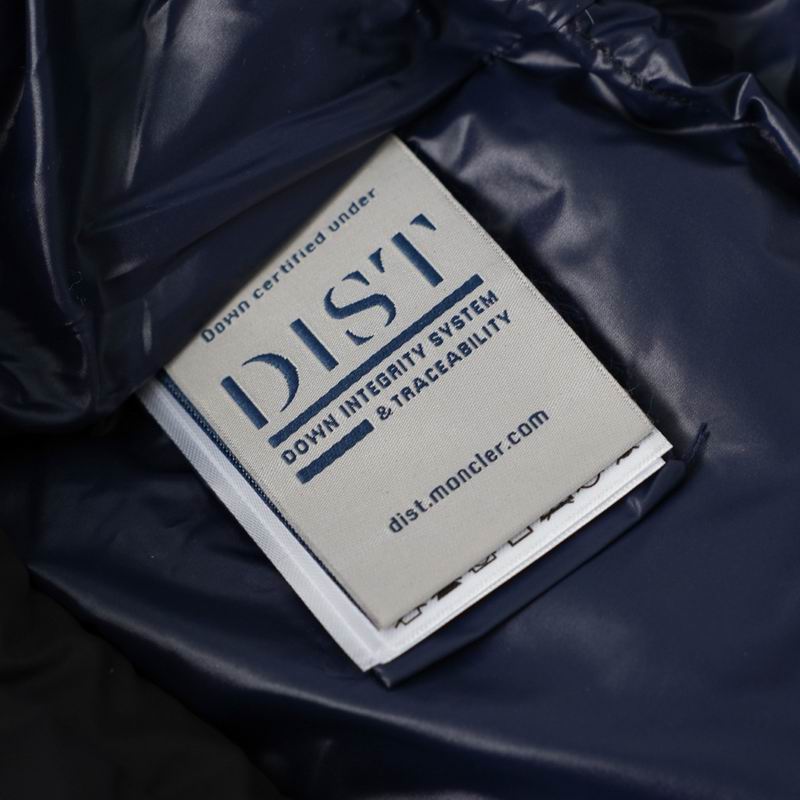 Down certified under
DIST
DOWN INTEGRITY SYSTEM
& TRACEABILITY
dist.moncler.com